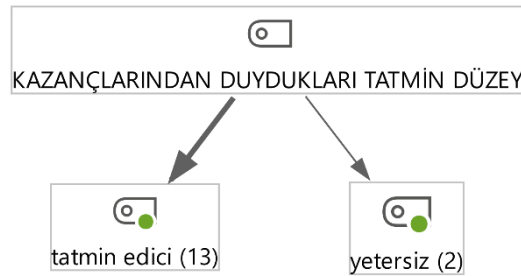 KAZANÇLARINDAN DUYDUKLARI TATMİN DÜZEY
tatmin edici (13)
yetersiz (2)